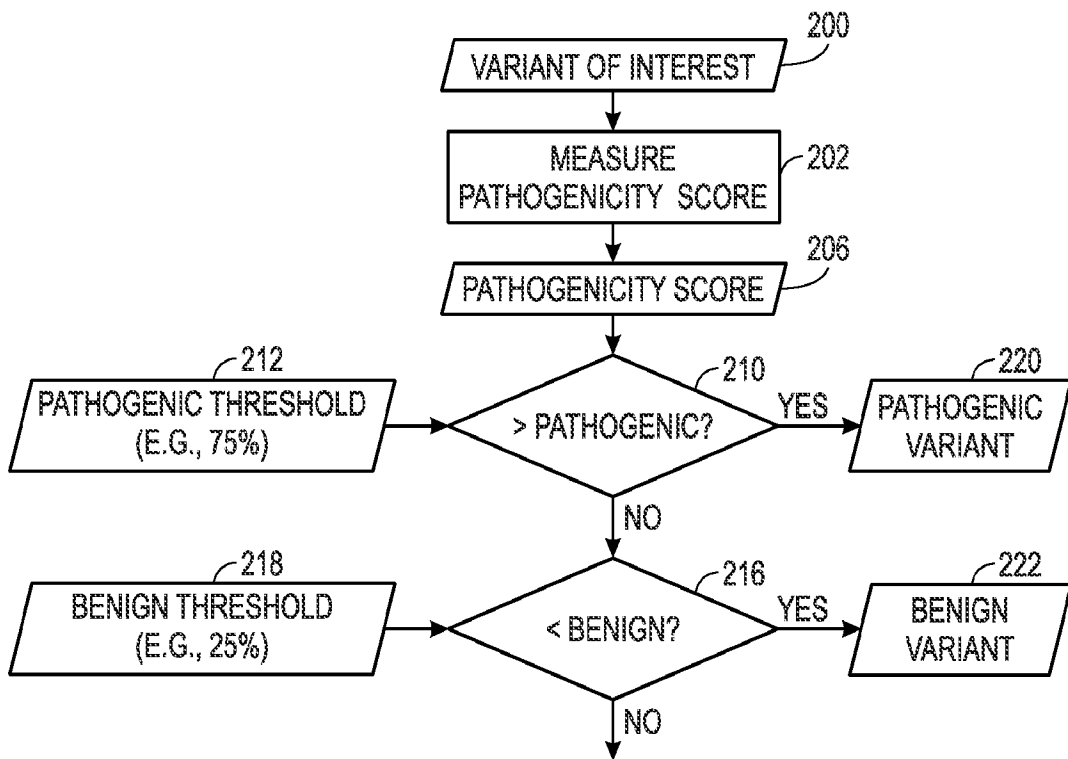 200
VARIANT OF INTEREST
MEASURE
PATHOGENICITY SCORE
202
206
PATHOGENICITY SCORE
212
PATHOGENIC THRESHOLD
(E.G., 75%)
210
> PATHOGENIC?
YES
220
PATHOGENIC
VARIANT
NO
218
BENIGN THRESHOLD
(E.G., 25%)
216
< BENIGN?
YES
222
BENIGN
VARIANT
NO